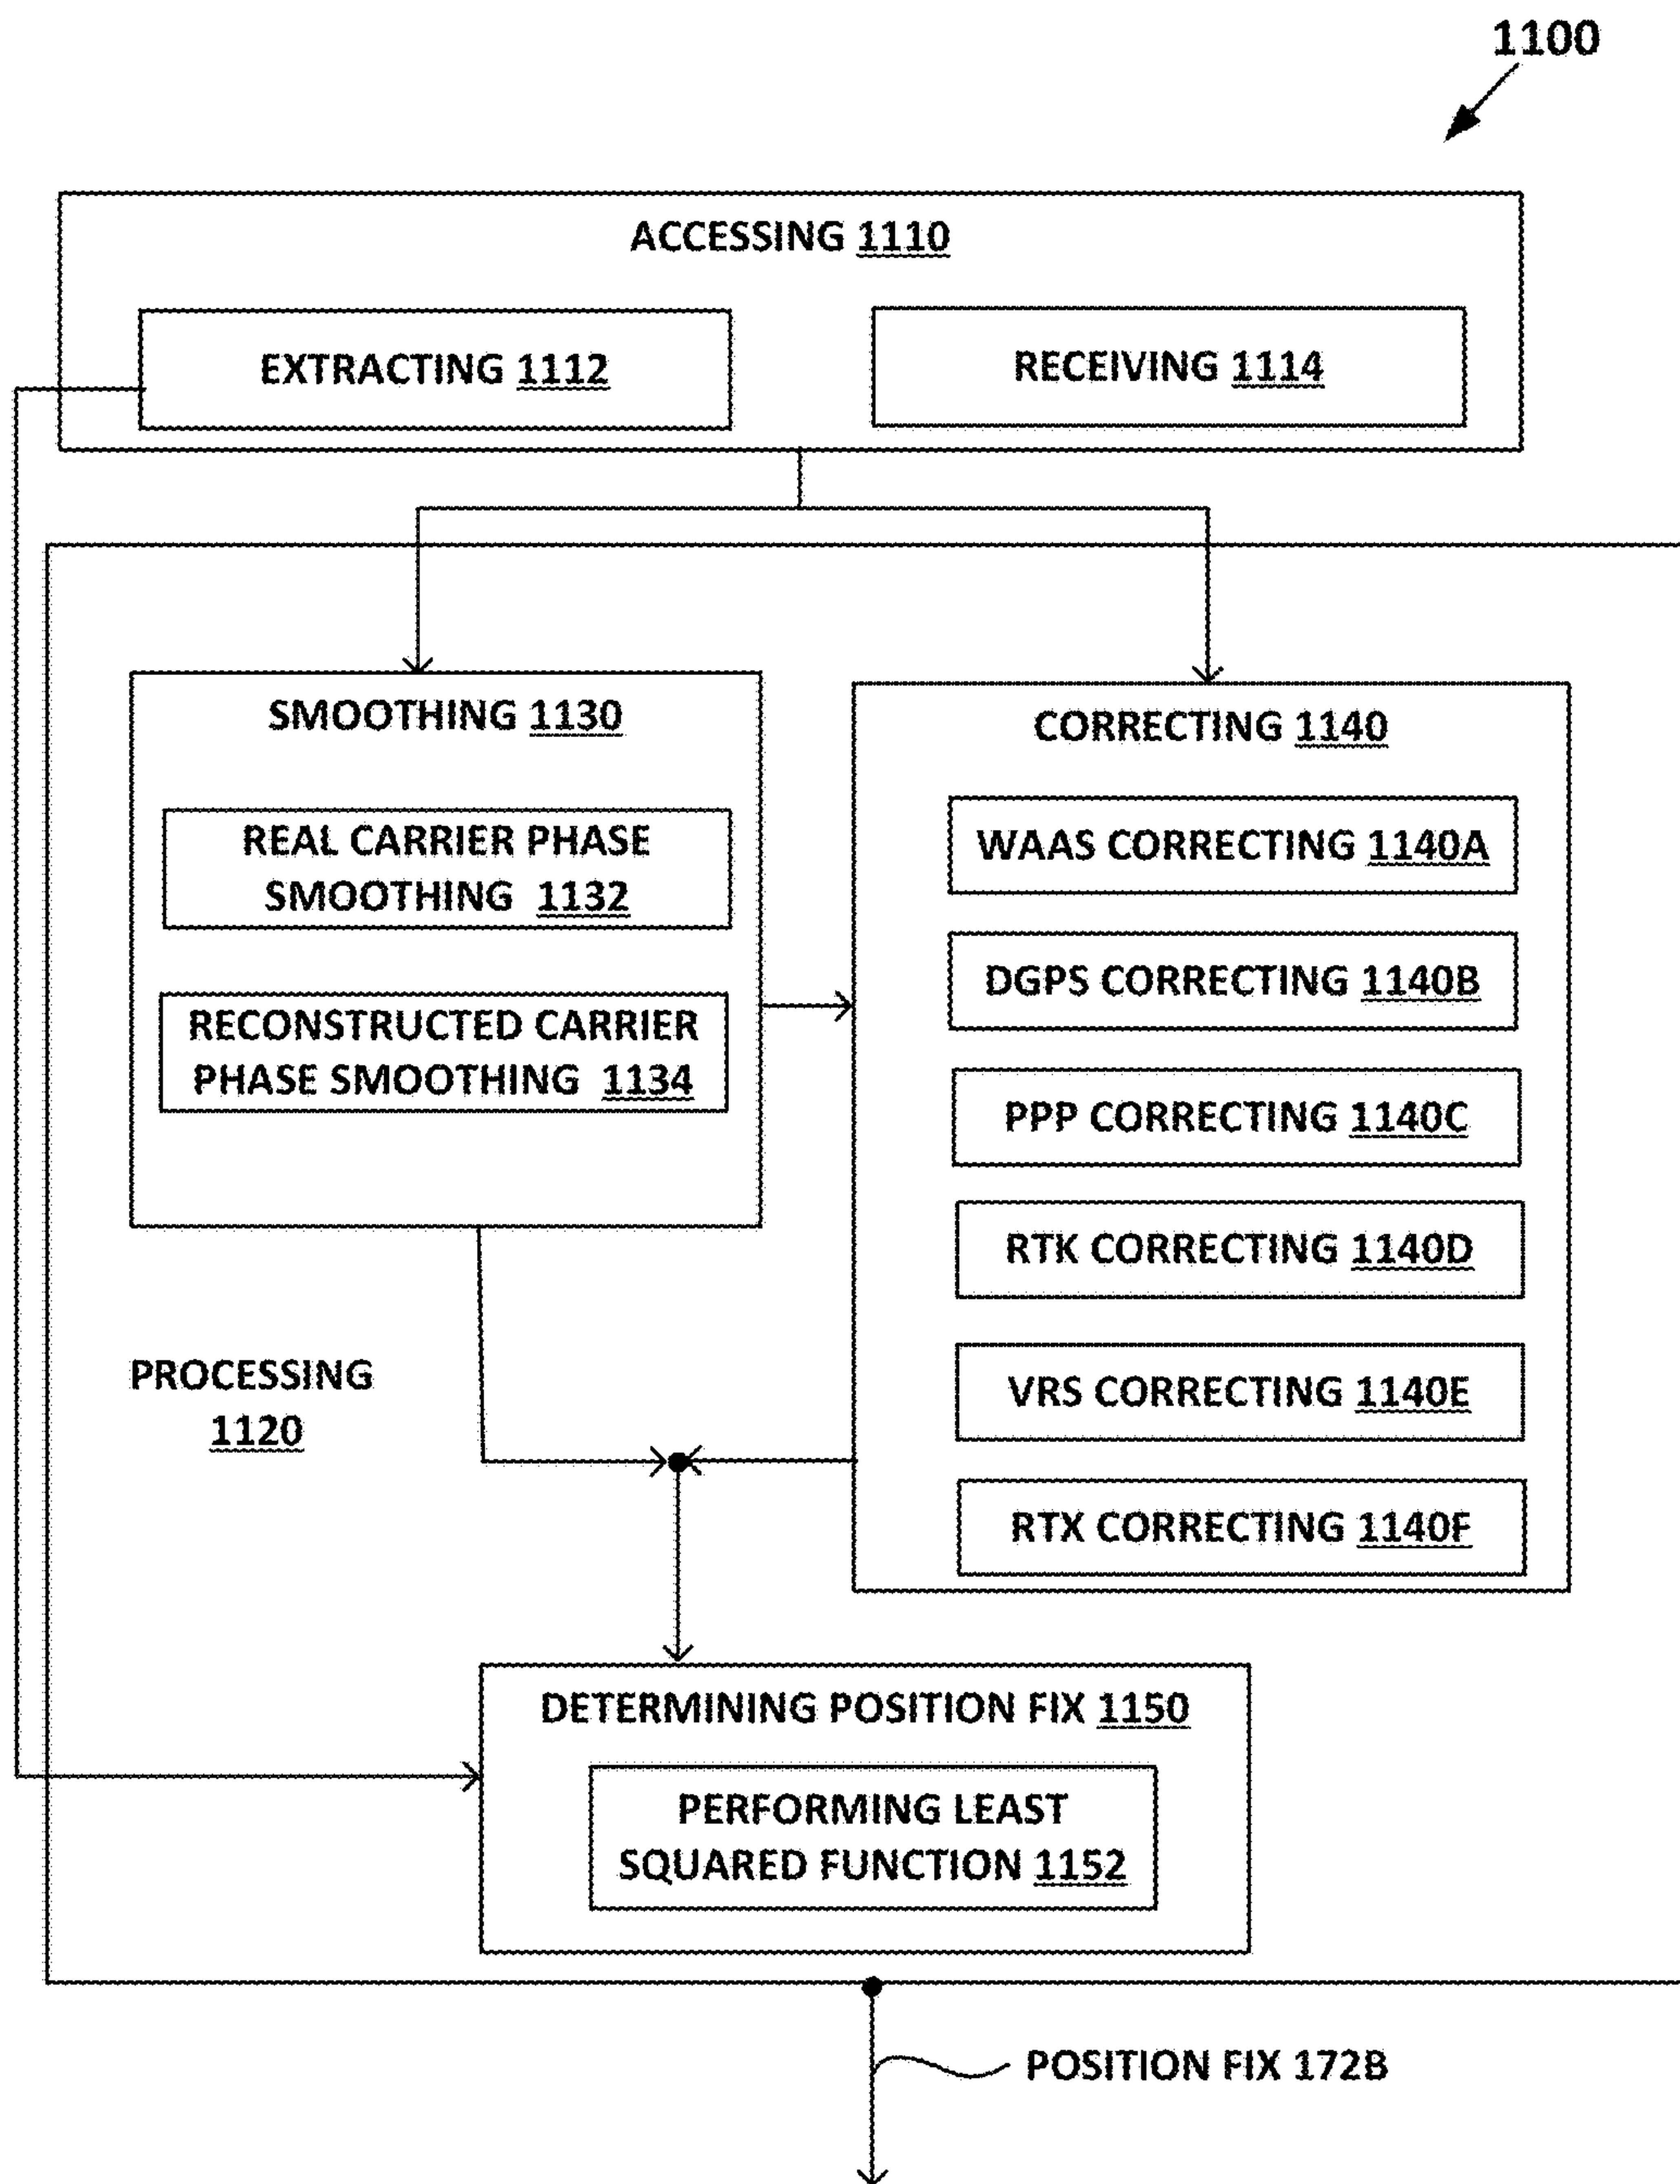 1100
ACCESSING 1110
EXTRACTING 1112
RECEIVING 1114
SMOOTHING 1130
REAL CARRIER PHASE
SMOOTHING 1132
RECONSTRUCTED CARRIER
PHASE SMOOTHING 1134
CORRECTING 1140
WAAS CORRECTING 1140A
DGPS CORRECTING 1140B
PPP CORRECTING 1140C
RTK CORRECTING 1140D
VRS CORRECTING 1140E
RTX CORRECTING 1140F
PROCESSING
1120
DETERMINING POSITION FIX 1150
PERFORMING LEAST
SQUARED FUNCTION 1152
POSITION FIX 172B